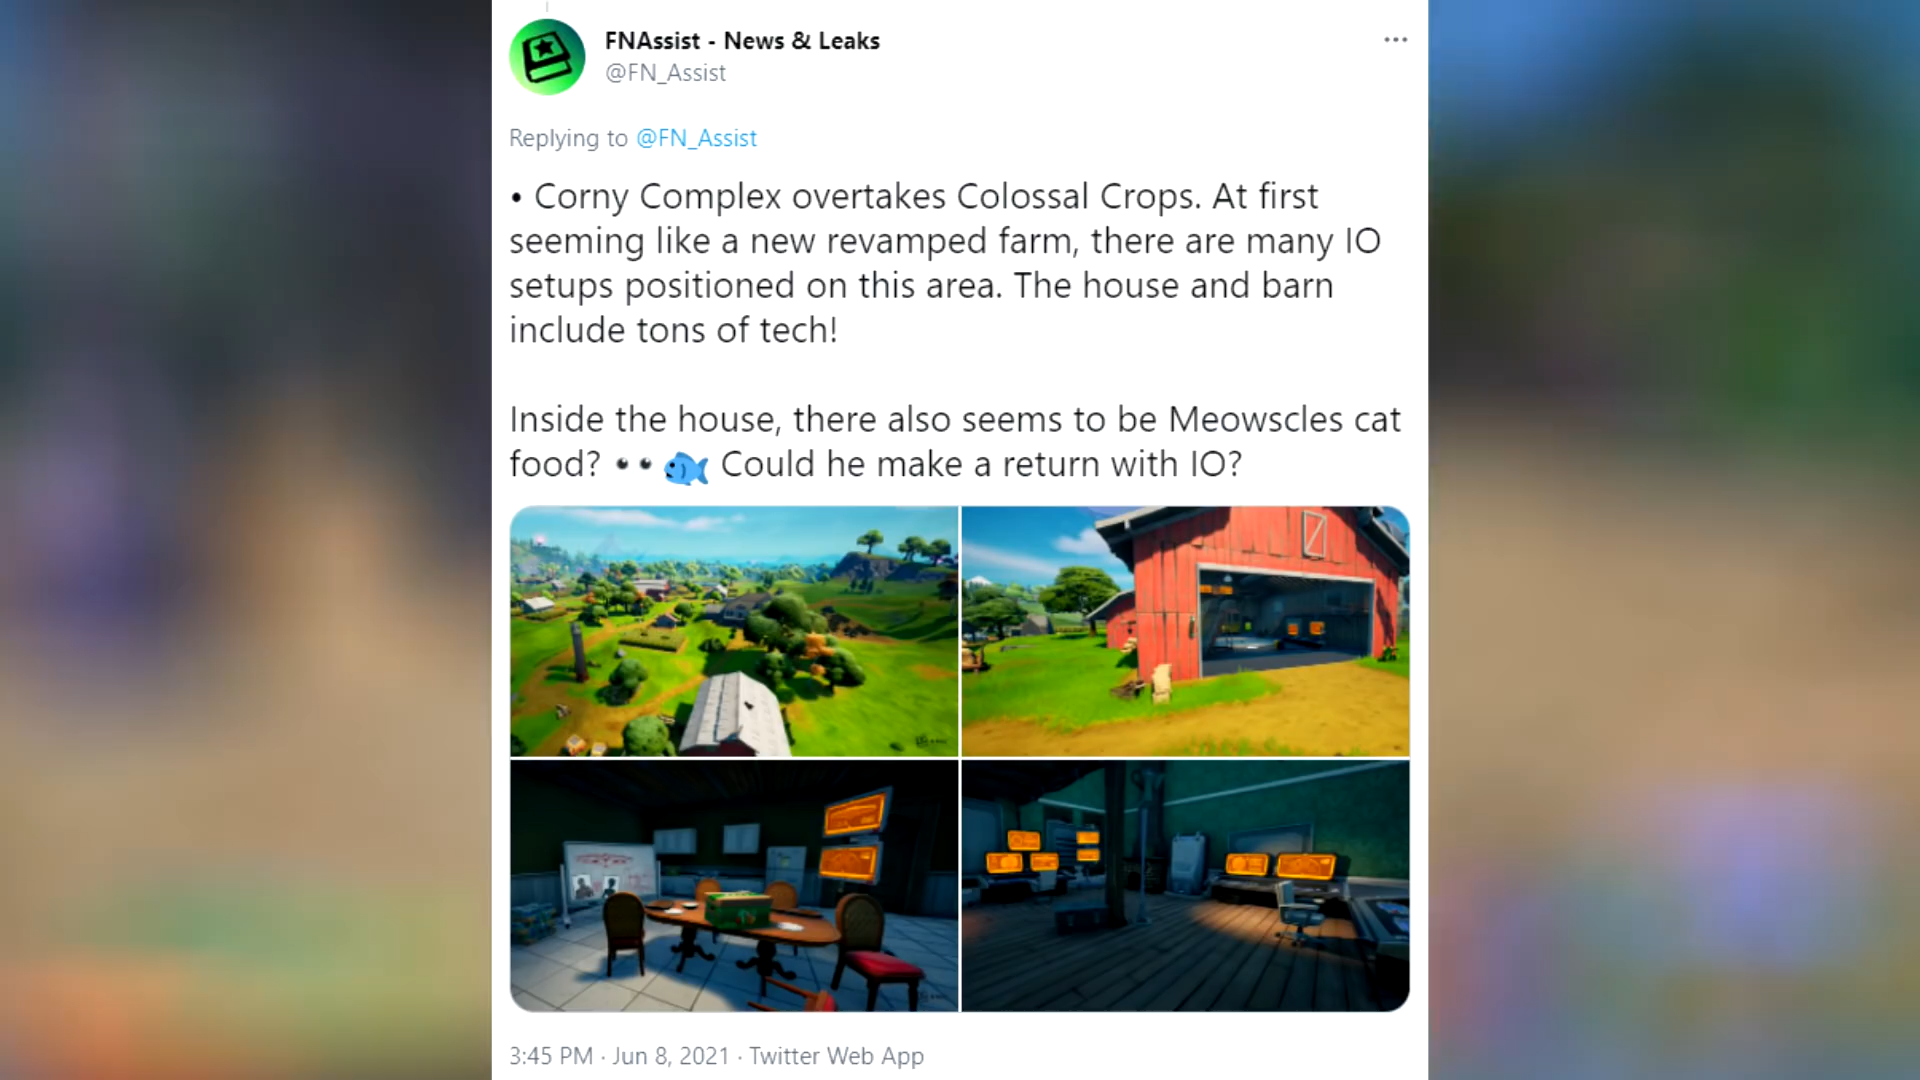 FNAssist - News & Leaks
@FN_Assist
Replying to @FN_Assist
• Corny Complex overtakes Colossal Crops. At first
seeming like a new revamped farm, there are many IO
setups positioned on this area. The house and barn
include tons of tech!
Inside the house, there also seems to be Meowscles cat
food? 👀🐟 Could he make a return with IO?
3:45 PM · Jun 8, 2021 · Twitter Web App